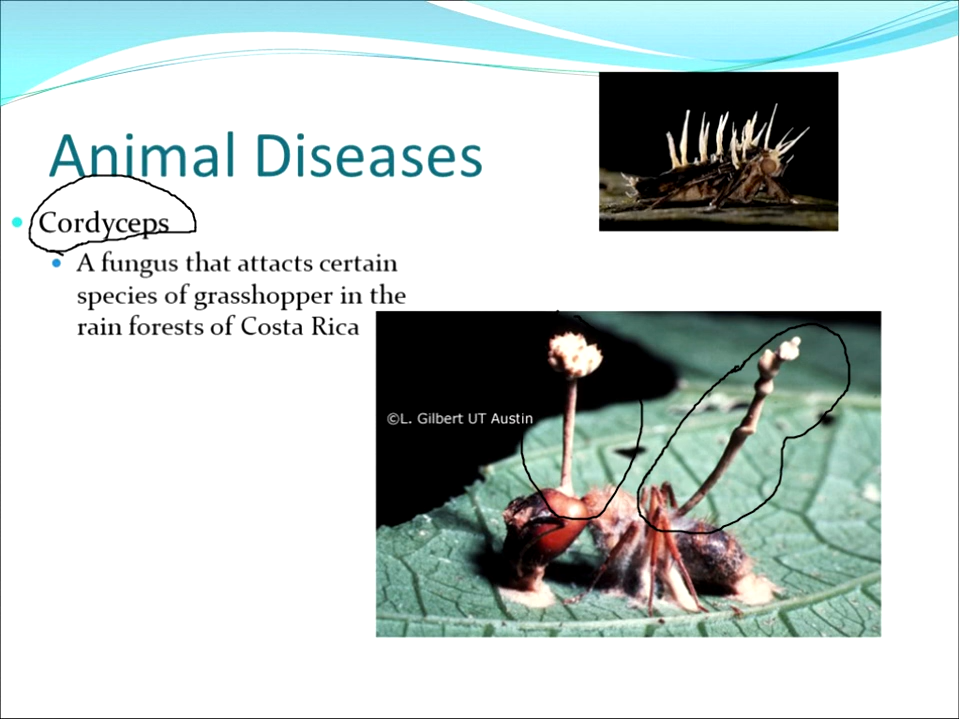 Animal Diseases
Cordyceps
A fungus that attacts certain
species of grasshopper in the
rain forests of Costa Rica
©L. Gilbert UT Austin